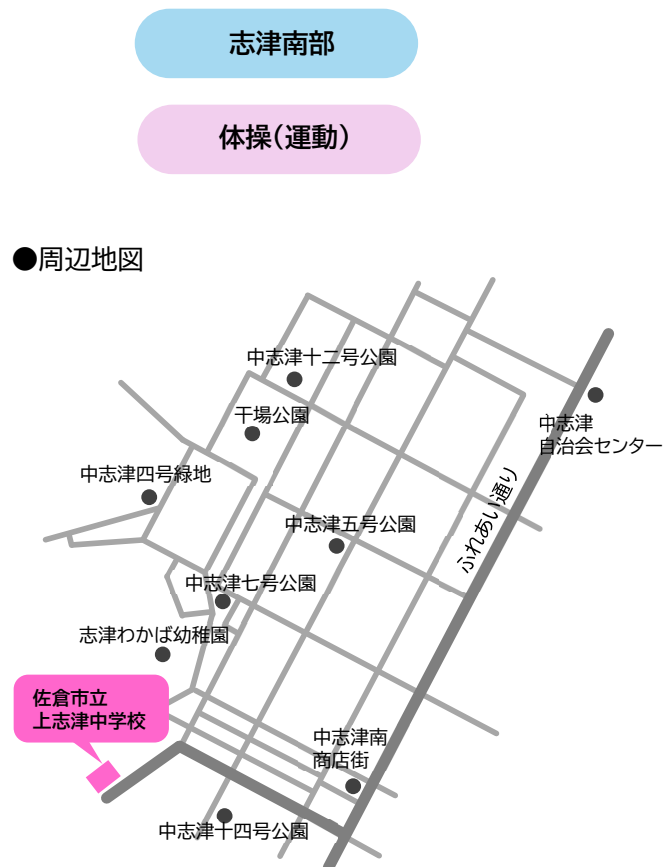 志津南部
体操(運動)
●周辺地図
中志津十二号公園
干場公園
中志津
自治会センター
中志津四号緑地
ふれあい通り
中志津五号公園
中志津七号公園
志津わかば幼稚園
佐倉市立
上志津中学校
中志津南
商店街
中志津十四号公園